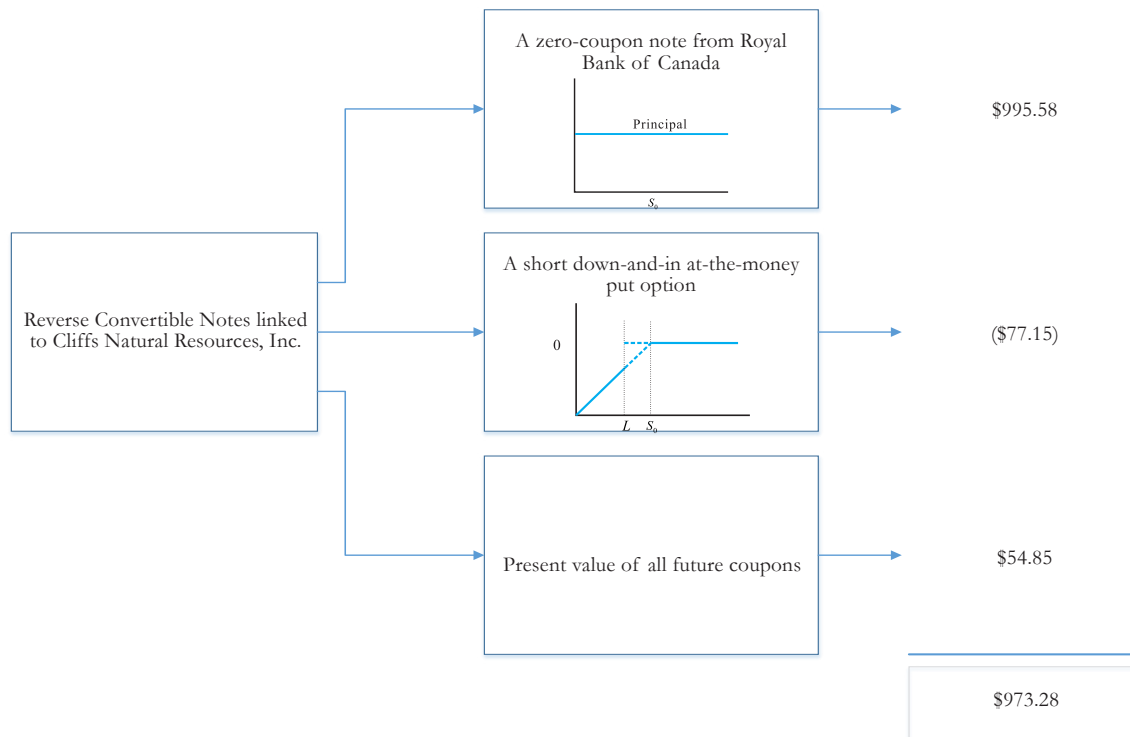 A zero-coupon note from Royal
Bank of Canada
Principal
S₀
$995.58
Reverse Convertible Notes linked
to Cliffs Natural Resources, Inc.
A short down-and-in at-the-money
put option
0
L S₀
($77.15)
Present value of all future coupons
$54.85
$973.28